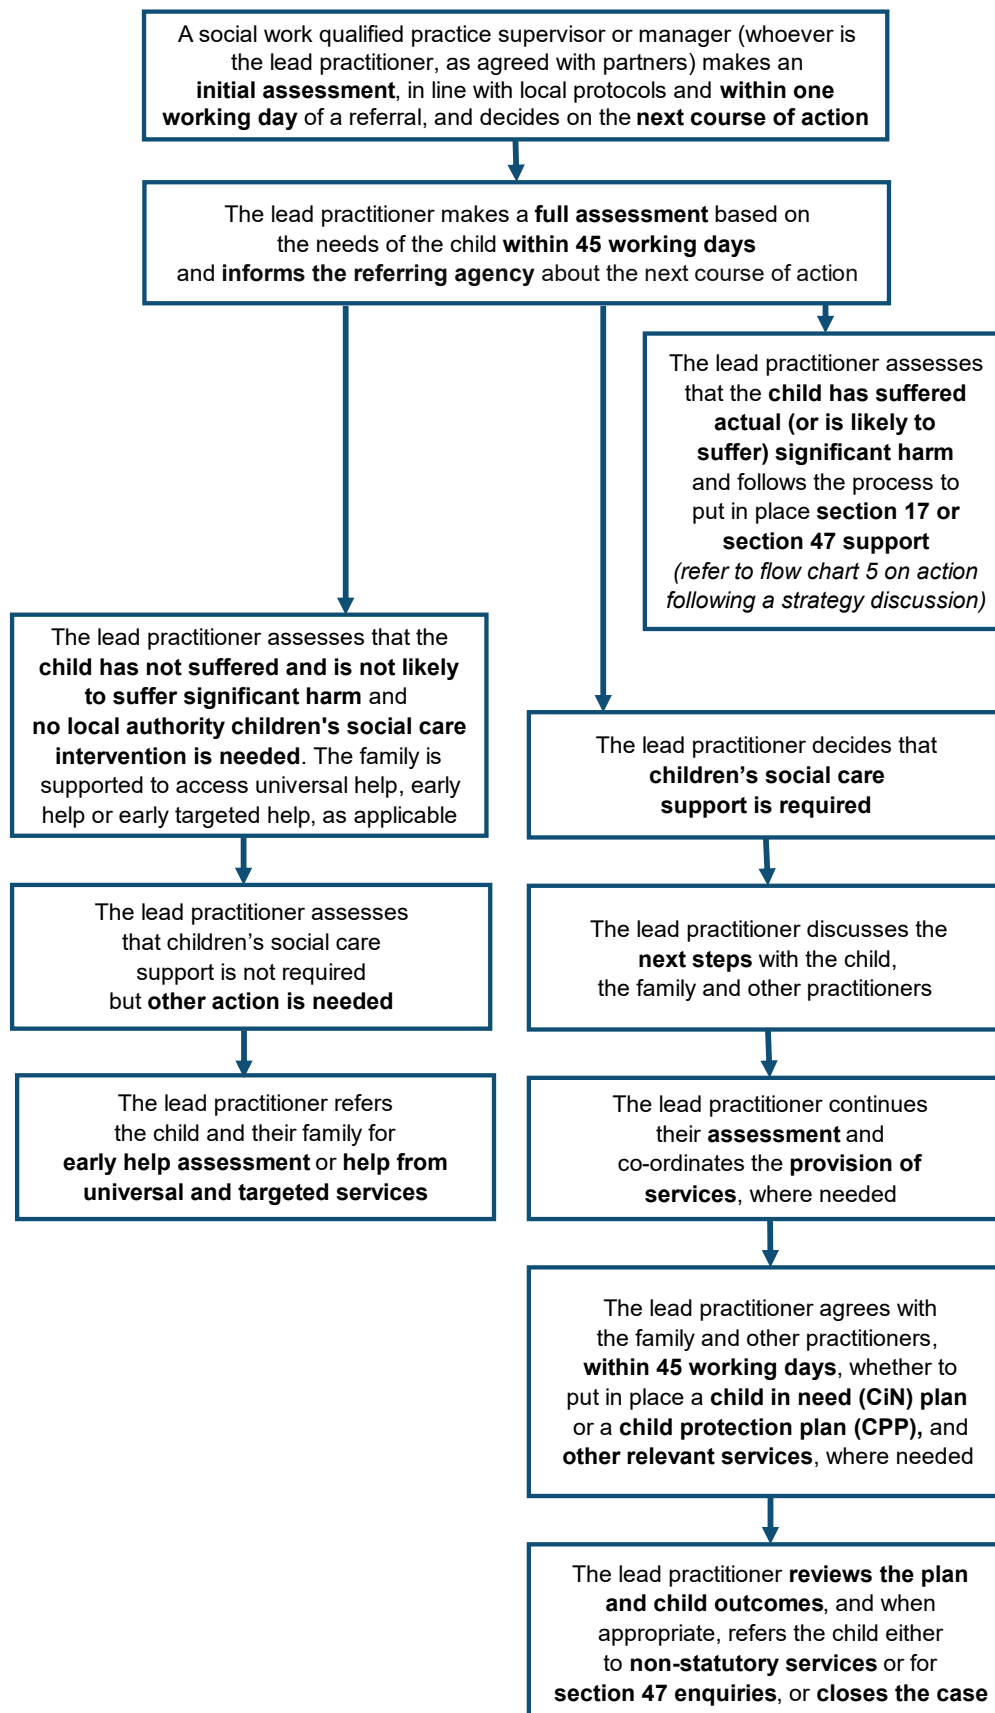 A social work qualified practice supervisor or manager (whoever is
the lead practitioner, as agreed with partners) makes an
initial assessment, in line with local protocols and within one
working day of a referral, and decides on the next course of action
The lead practitioner makes a full assessment based on
the needs of the child within 45 working days
and informs the referring agency about the next course of action
The lead practitioner assesses
that the child has suffered
actual (or is likely to
suffer) significant harm
and follows the process to
put in place section 17 or
section 47 support
(refer to flow chart 5 on action
following a strategy discussion)
The lead practitioner assesses that the
child has not suffered and is not likely
to suffer significant harm and
no local authority children's social care
intervention is needed. The family is
supported to access universal help, early
help or early targeted help, as applicable
The lead practitioner assesses
that children’s social care
support is not required
but other action is needed
The lead practitioner refers
the child and their family for
early help assessment or help from
universal and targeted services
The lead practitioner decides that
children’s social care
support is required
The lead practitioner discusses the
next steps with the child,
the family and other practitioners
The lead practitioner continues
their assessment and
co-ordinates the provision of
services, where needed
The lead practitioner agrees with
the family and other practitioners,
within 45 working days, whether to
put in place a child in need (CiN) plan
or a child protection plan (CPP), and
other relevant services, where needed
The lead practitioner reviews the plan
and child outcomes, and when
appropriate, refers the child either
to non-statutory services or for
section 47 enquiries, or closes the case